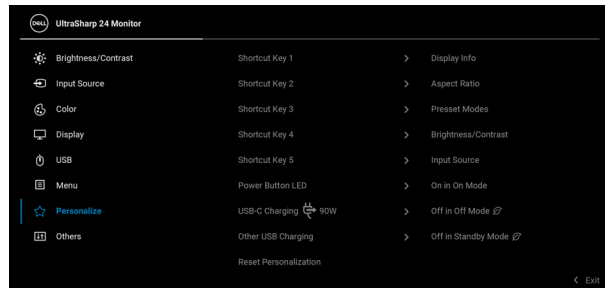 DELL UltraSharp 24 Monitor
Brightness/Contrast Shortcut Key 1 > Display Info
Input Source Shortcut Key 2 > Aspect Ratio
Color Shortcut Key 3 > Presset Modes
Display Shortcut Key 4 > Brightness/Contrast
USB Shortcut Key 5 > Input Source
Menu Power Button LED > On in On Mode
Personalize USB-C Charging 90W > Off in Off Mode
Others Other USB Charging > Off in Standby Mode
Reset Personalization
< Exit